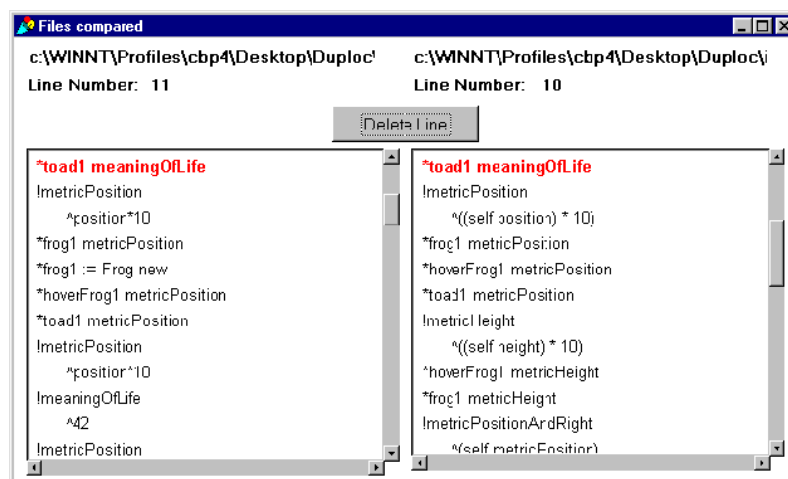 Files compared
c:\WINNT\Profiles\cbp4\Desktop\Duploc\
Line Number: 11
c:\WINNT\Profiles\cbp4\Desktop\Duploc\i
Line Number: 10
Delete Line
*toad1 meaningOfLife
!metricPosition
^position*10
*frog1 metricPosition
*frog1 := Frog new
*hoverFrog1 metricPosition
*toad1 metricPosition
!metricPosition
^position*10
!meaningOfLife
^42
!metricPosition
*toad1 meaningOfLife
!metricPosition
^((self position) * 10)
*frog1 metricPosition
*hoverFrog1 metricPosition
*toad1 metricPosition
!metricHeight
^((self height) * 10)
*hoverFrog1 metricHeight
*frog1 metricHeight
!metricPositionAndRight
^(self metricPosition)